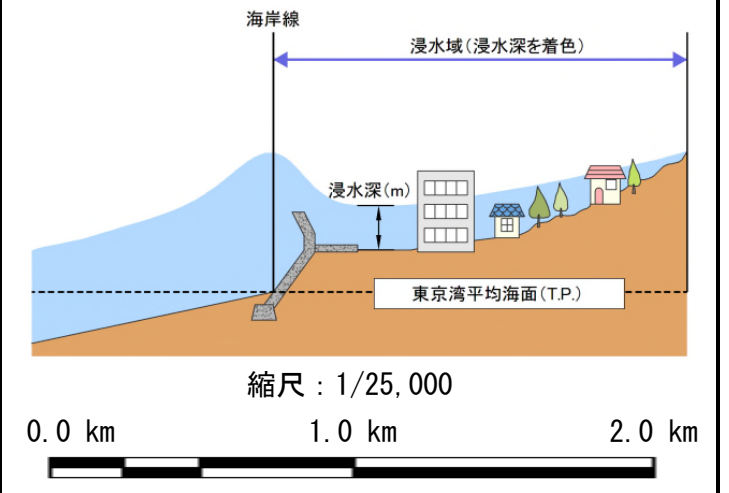 海岸線
浸水域（浸水深を着色）
浸水深（m）
東京湾平均海面（T.P.）
縮尺：1/25,000
0.0 km 1.0 km 2.0 km